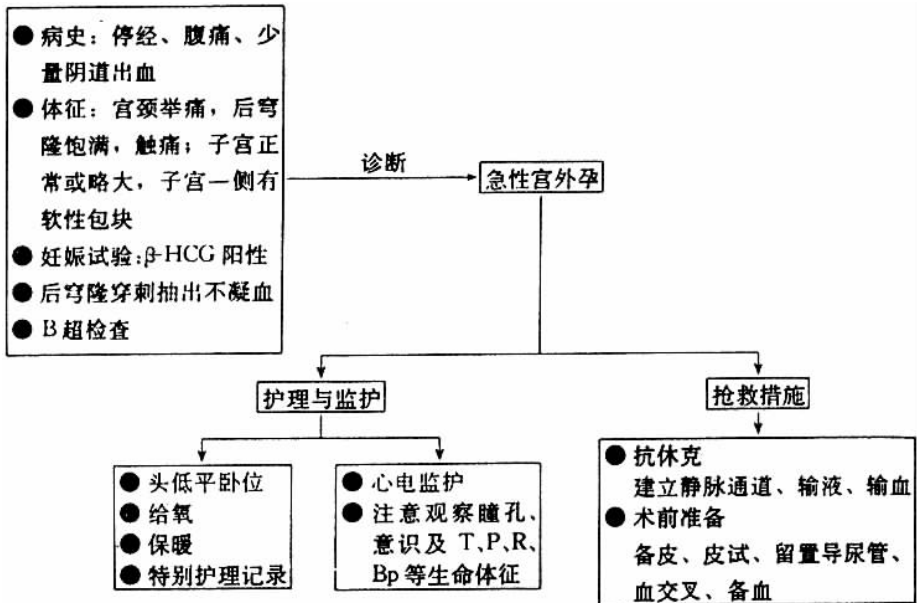 ● 病史：停经、腹痛、少
量阴道出血
● 体征：宫颈举痛，后穹
隆饱满，触痛；子宫正
常或略大，子宫一侧有
软性包块
● 妊娠试验：β-HCG 阳性
● 后穹隆穿刺抽出不凝血
● B超检查
诊断
急性宫外孕
护理与监护
● 头低平卧位
● 给氧
● 保暖
● 特别护理记录
● 心电监护
● 注意观察瞳孔、
意识及 T、P、R、
Bp 等生命体征
抢救措施
● 抗休克
建立静脉通道、输液、输血
● 术前准备
备皮、皮试、留置导尿管、
血交叉、备血